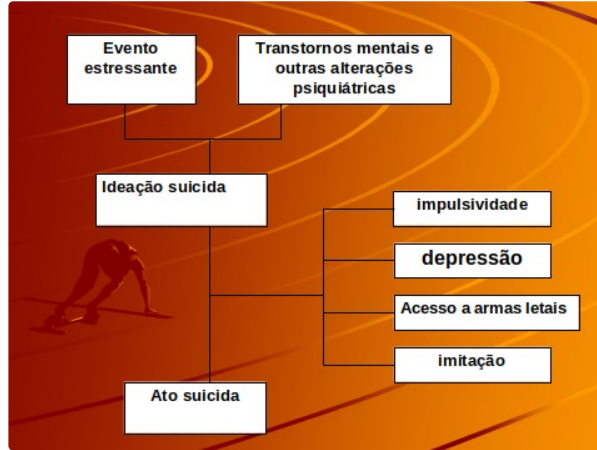 Evento
estressante
Transtornos mentais e
outras alterações
psiquiátricas
Ideação suicida
impulsividade
depressão
Acesso a armas letais
imitação
Ato suicida